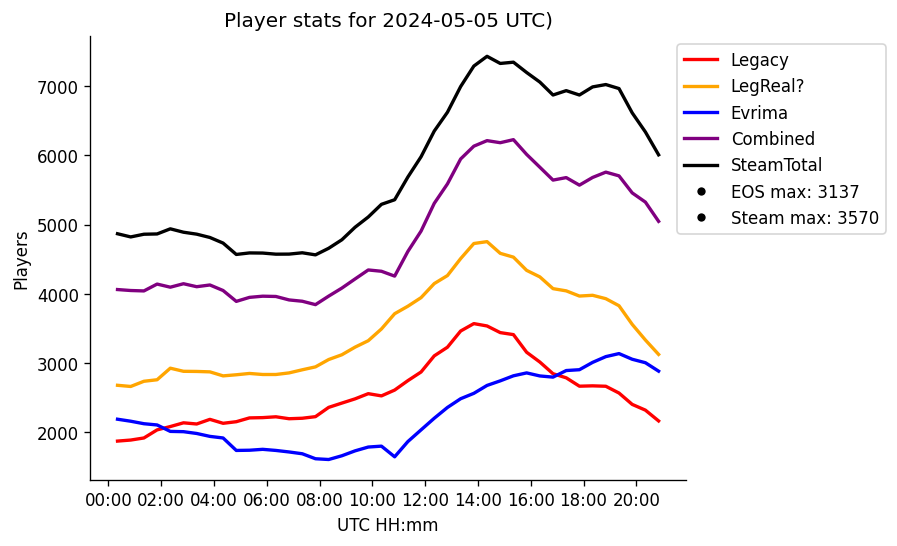 Player stats for 2024-05-05 UTC)
Legacy
LegReal?
Evrima
Combined
SteamTotal
EOS max: 3137
Steam max: 3570
Players
7000
6000
5000
4000
3000
2000
00:00 02:00 04:00 06:00 08:00 10:00 12:00 14:00 16:00 18:00 20:00
UTC HH:mm